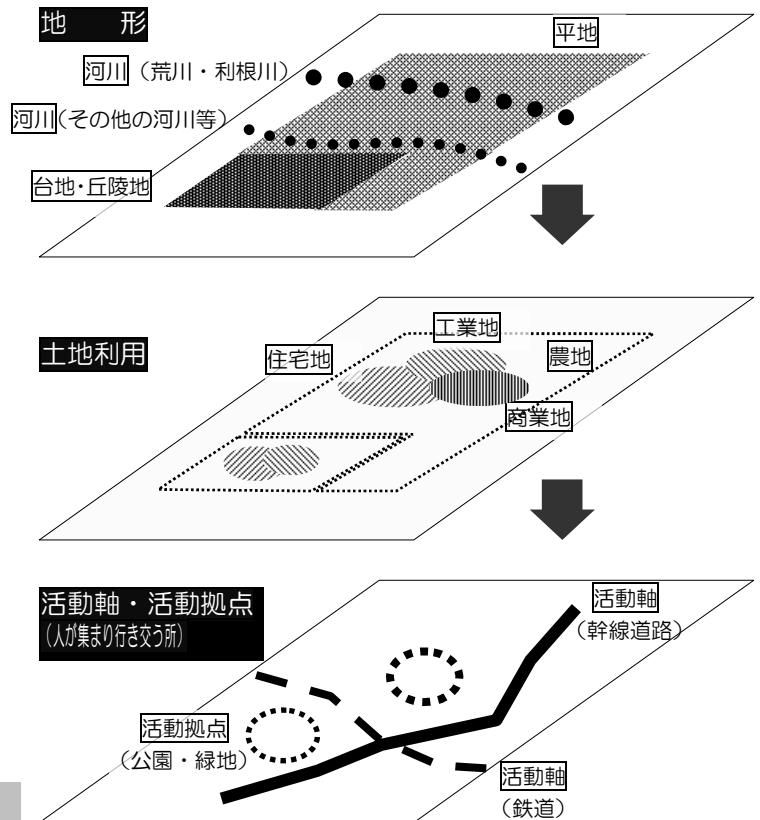 地　形
平地
河川（荒川・利根川）
河川(その他の河川等)
台地･丘陵地
土地利用
工業地
住宅地
農地
商業地
活動軸・活動拠点
（人が集まり行き交う所）
活動軸
（幹線道路）
活動拠点
（公園・緑地）
活動軸
（鉄道）